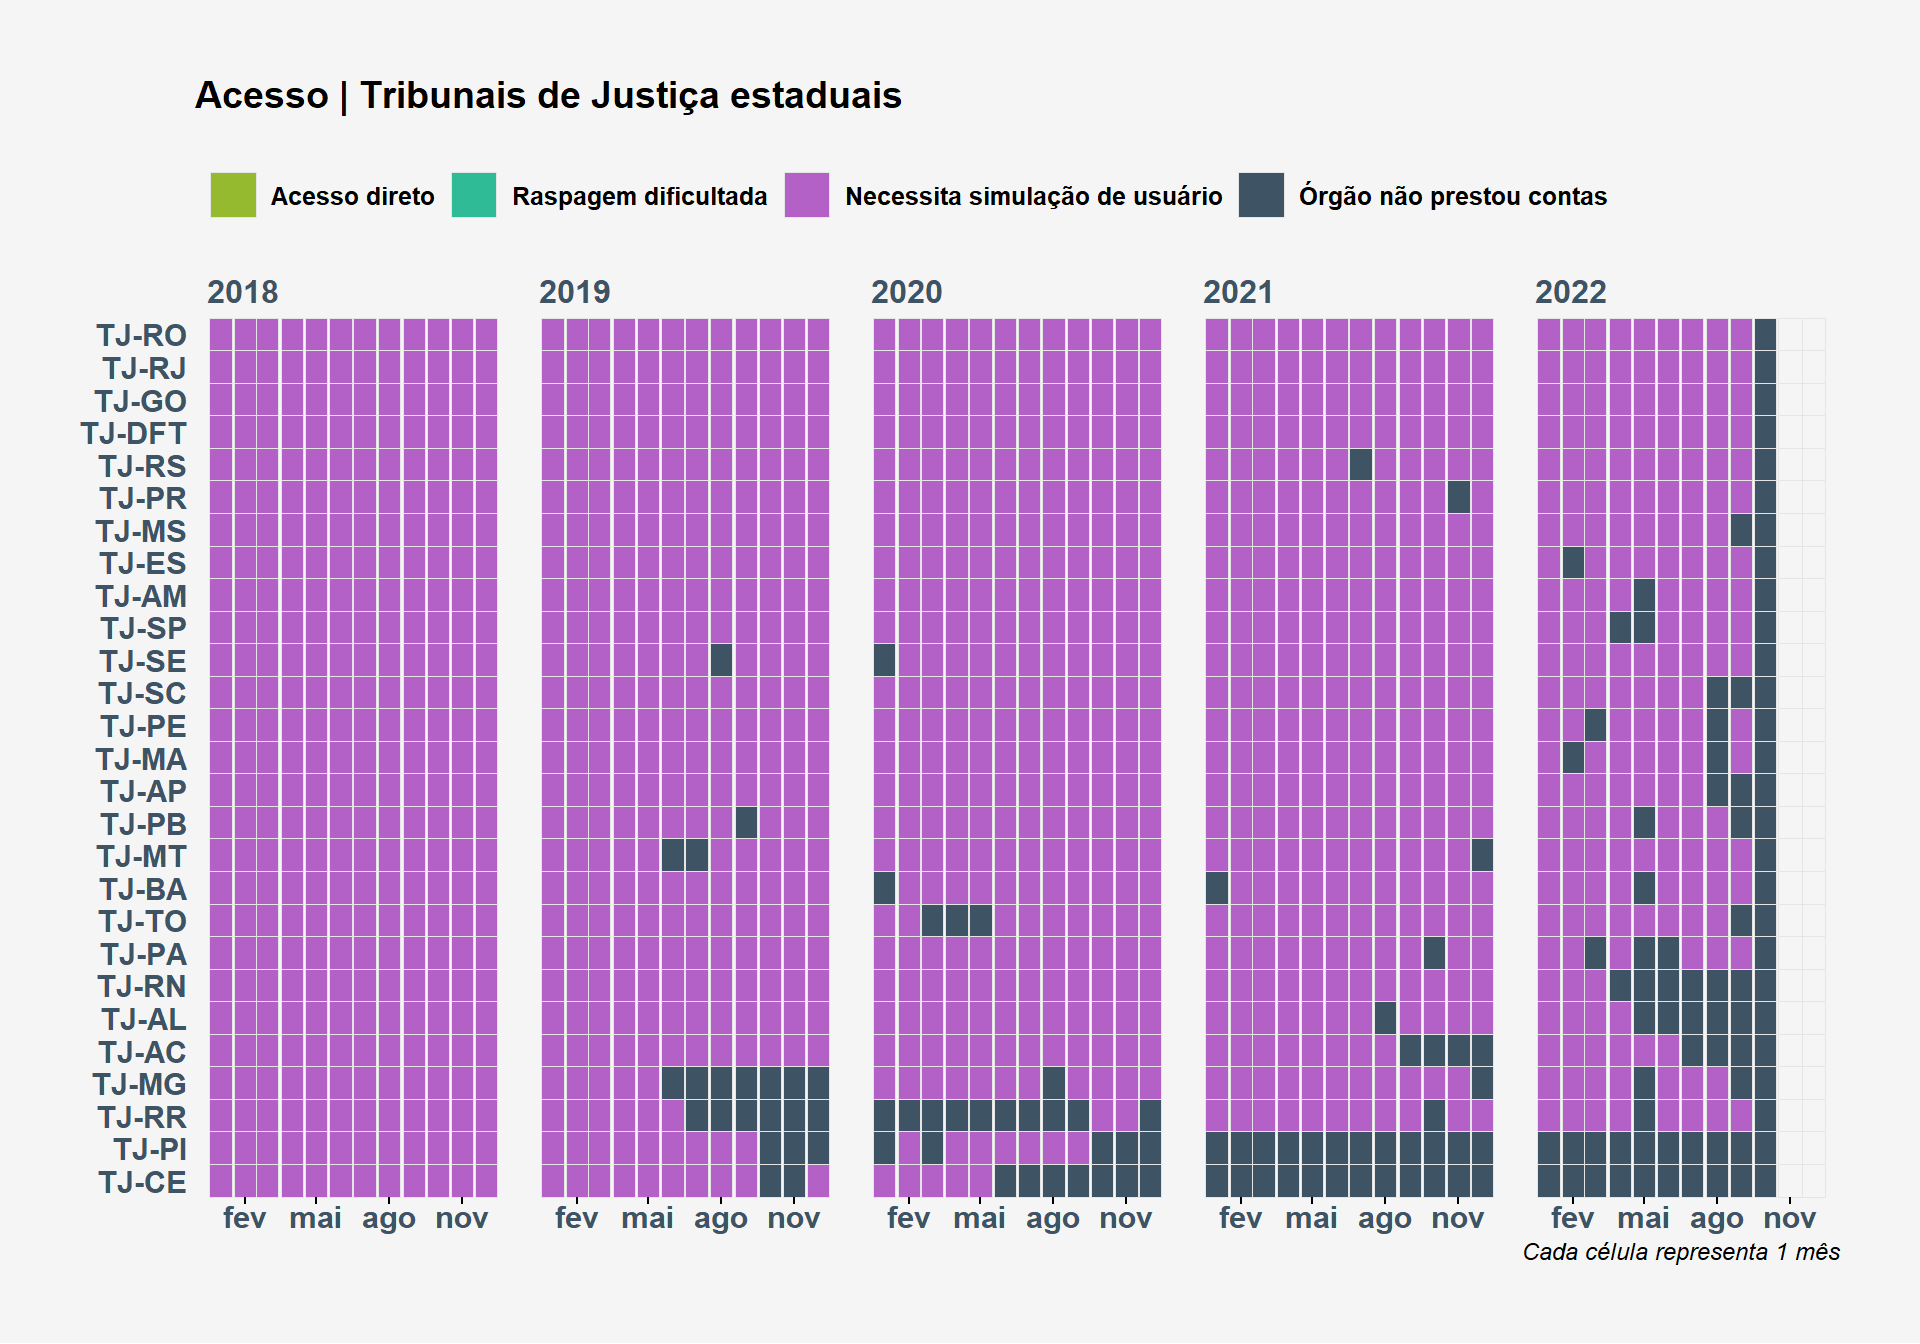 Acesso | Tribunais de Justiça estaduais
Acesso direto Raspagem dificultada Necessita simulação de usuário Órgão não prestou contas
2018 2019 2020 2021 2022
TJ-RO
TJ-RJ
TJ-GO
TJ-DFT
TJ-RS
TJ-PR
TJ-MS
TJ-ES
TJ-AM
TJ-SP
TJ-SE
TJ-SC
TJ-PE
TJ-MA
TJ-AP
TJ-PB
TJ-MT
TJ-BA
TJ-TO
TJ-PA
TJ-RN
TJ-AL
TJ-AC
TJ-MG
TJ-RR
TJ-PI
TJ-CE
fev mai ago nov fev mai ago nov fev mai ago nov fev mai ago nov fev mai ago nov
Cada célula representa 1 mês